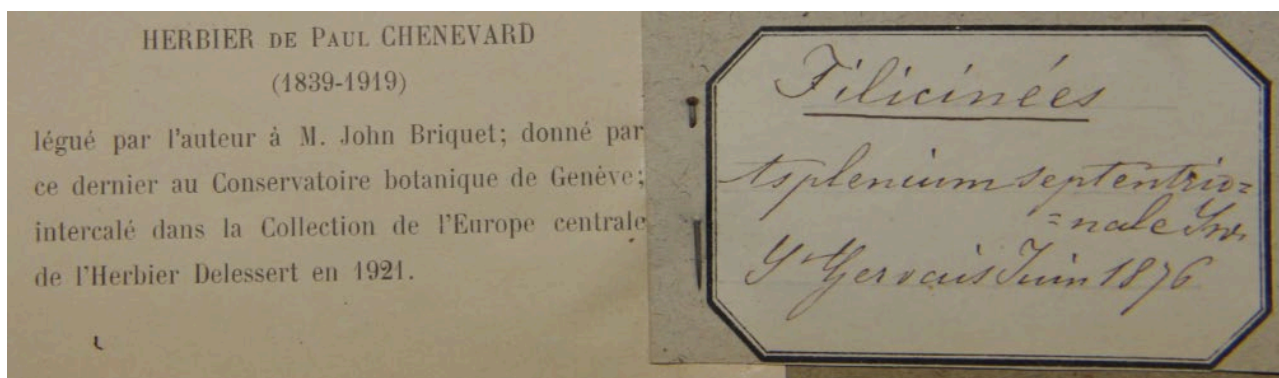 HERBIER DE PAUL CHENEVARD
(1839-1919)
légué par l'auteur à M. John Briquet; donné par
ce dernier au Conservatoire botanique de Genève;
intercalé dans la Collection de l'Europe centrale
de l'Herbier Delessert en 1921.
Filicinées
Asplenium septentrio=
=nale Sw.
St Gervais Juin 1876